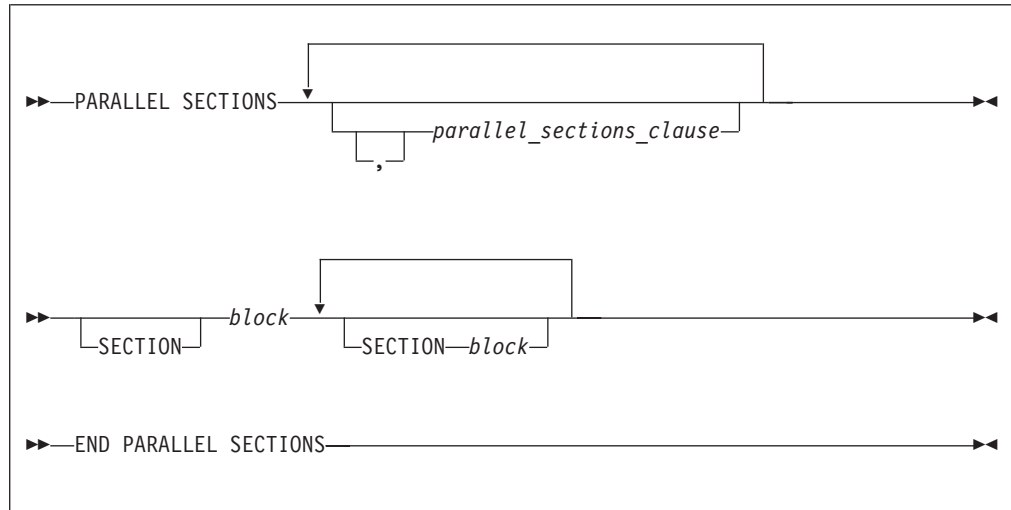 PARALLEL SECTIONS
parallel_sections_clause
,
block
SECTION
SECTION block
END PARALLEL SECTIONS